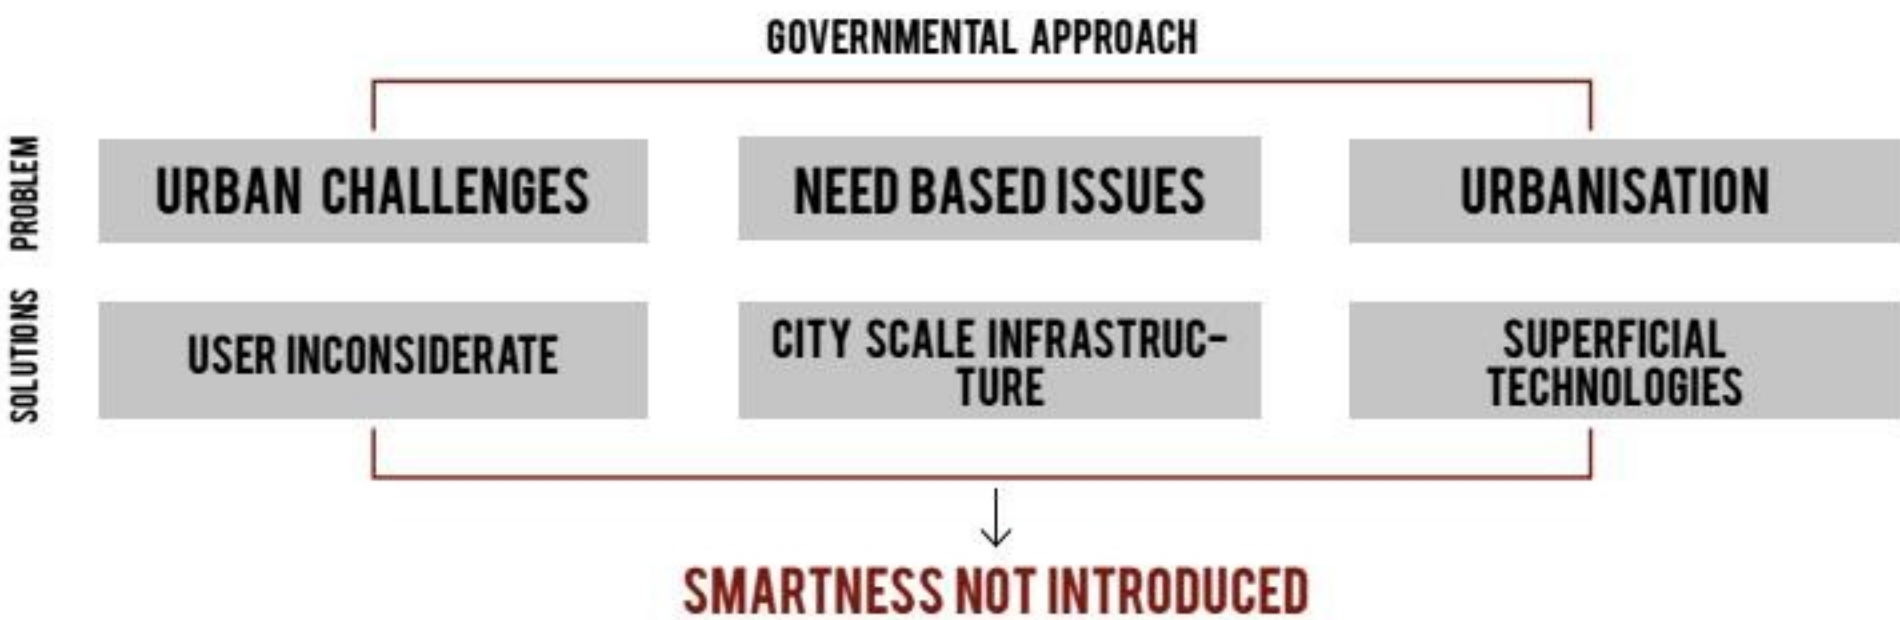 GOVERNMENTAL APPROACH
PROBLEM
URBAN CHALLENGES
NEED BASED ISSUES
URBANISATION
SOLUTIONS
USER INCONSIDERATE
CITY SCALE INFRASTRUC-
TURE
SUPERFICIAL
TECHNOLOGIES
SMARTNESS NOT INTRODUCED